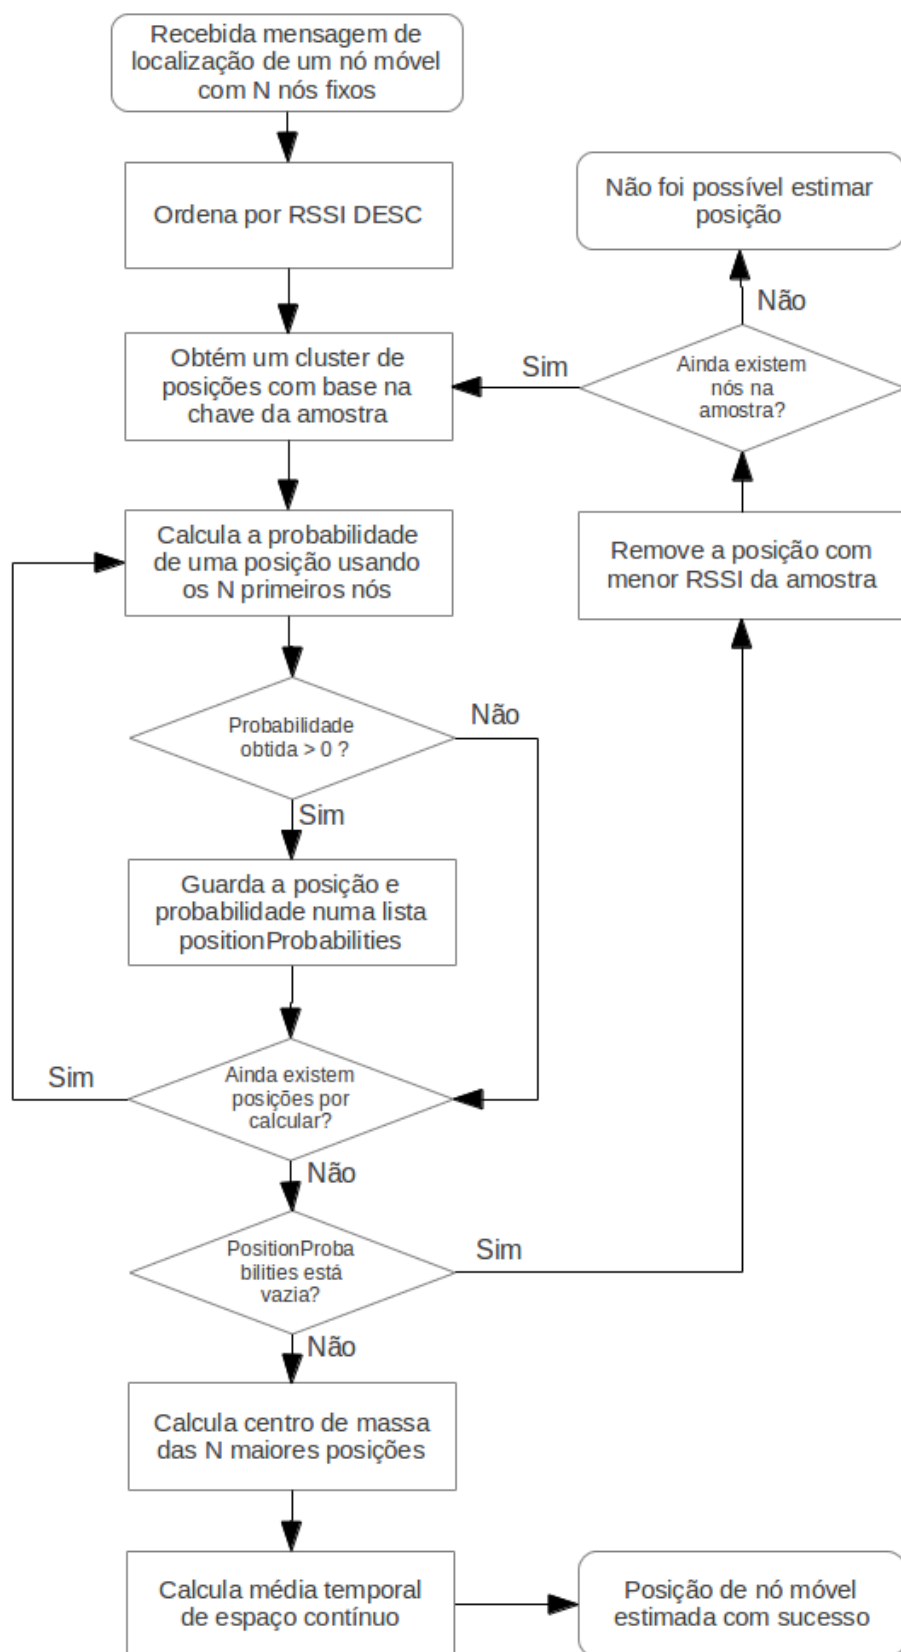 Recebida mensagem de
localização de um nó móvel
com N nós fixos
Ordena por RSSI DESC
Não foi possível estimar
posição
Não
Obtém um cluster de
posições com base na
chave da amostra
Sim
Ainda existem
nós na
amostra?
Calcula a probabilidade
de uma posição usando
os N primeiros nós
Remove a posição com
menor RSSI da amostra
Probabilidade
obtida > 0 ?
Não
Sim
Guarda a posição e
probabilidade numa lista
positionProbabilities
Sim
Ainda existem
posições por
calcular?
Não
PositionProba
bilities está
vazia?
Sim
Não
Calcula centro de massa
das N maiores posições
Calcula média temporal
de espaço contínuo
Posição de nó móvel
estimada com sucesso